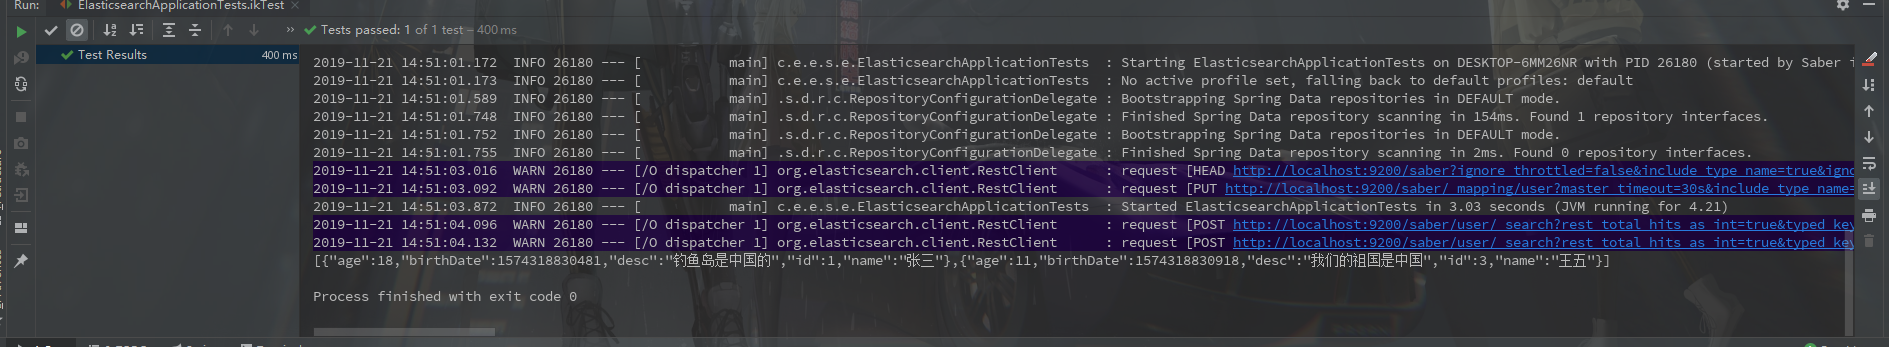 Run: ElasticsearchApplicationTests.ikTest
Tests passed: 1 of 1 test – 400 ms
Test Results 400 ms
2019-11-21 14:51:01.172  INFO 26180 --- [           main] c.e.e.s.e.ElasticsearchApplicationTests  : Starting ElasticsearchApplicationTests on DESKTOP-6MM26NR with PID 26180 (started by Saber i
2019-11-21 14:51:01.173  INFO 26180 --- [           main] c.e.e.s.e.ElasticsearchApplicationTests  : No active profile set, falling back to default profiles: default
2019-11-21 14:51:01.589  INFO 26180 --- [           main] .s.d.r.c.RepositoryConfigurationDelegate : Bootstrapping Spring Data repositories in DEFAULT mode.
2019-11-21 14:51:01.748  INFO 26180 --- [           main] .s.d.r.c.RepositoryConfigurationDelegate : Finished Spring Data repository scanning in 154ms. Found 1 repository interfaces.
2019-11-21 14:51:01.752  INFO 26180 --- [           main] .s.d.r.c.RepositoryConfigurationDelegate : Bootstrapping Spring Data repositories in DEFAULT mode.
2019-11-21 14:51:01.755  INFO 26180 --- [           main] .s.d.r.c.RepositoryConfigurationDelegate : Finished Spring Data repository scanning in 2ms. Found 0 repository interfaces.
2019-11-21 14:51:03.016  WARN 26180 --- [/O dispatcher 1] org.elasticsearch.client.RestClient      : request [HEAD http://localhost:9200/saber?ignore_throttled=false&include_type_name=true&igno
2019-11-21 14:51:03.092  WARN 26180 --- [/O dispatcher 1] org.elasticsearch.client.RestClient      : request [PUT http://localhost:9200/saber/_mapping/user?master_timeout=30s&include_type_name=
2019-11-21 14:51:03.872  INFO 26180 --- [           main] c.e.e.s.e.ElasticsearchApplicationTests  : Started ElasticsearchApplicationTests in 3.03 seconds (JVM running for 4.21)
2019-11-21 14:51:04.096  WARN 26180 --- [/O dispatcher 1] org.elasticsearch.client.RestClient      : request [POST http://localhost:9200/saber/user/_search?rest_total_hits_as_int=true&typed_key
2019-11-21 14:51:04.132  WARN 26180 --- [/O dispatcher 1] org.elasticsearch.client.RestClient      : request [POST http://localhost:9200/saber/user/_search?rest_total_hits_as_int=true&typed_key
[{"age":18,"birthDate":1574318830481,"desc":"钓鱼岛是中国的","id":1,"name":"张三"},{"age":11,"birthDate":1574318830918,"desc":"我们的祖国是中国","id":3,"name":"王五"}]
Process finished with exit code 0